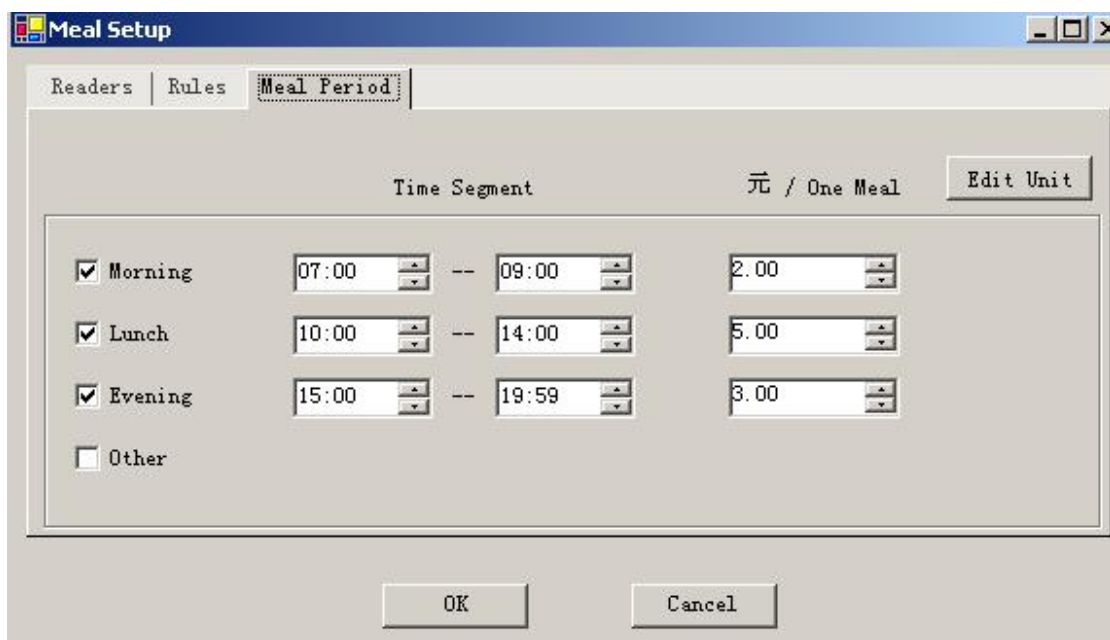 Meal Setup
Readers Rules Meal Period
Time Segment 元 / One Meal Edit Unit
Morning 07:00 -- 09:00 2.00
Lunch 10:00 -- 14:00 5.00
Evening 15:00 -- 19:59 3.00
Other
OK Cancel